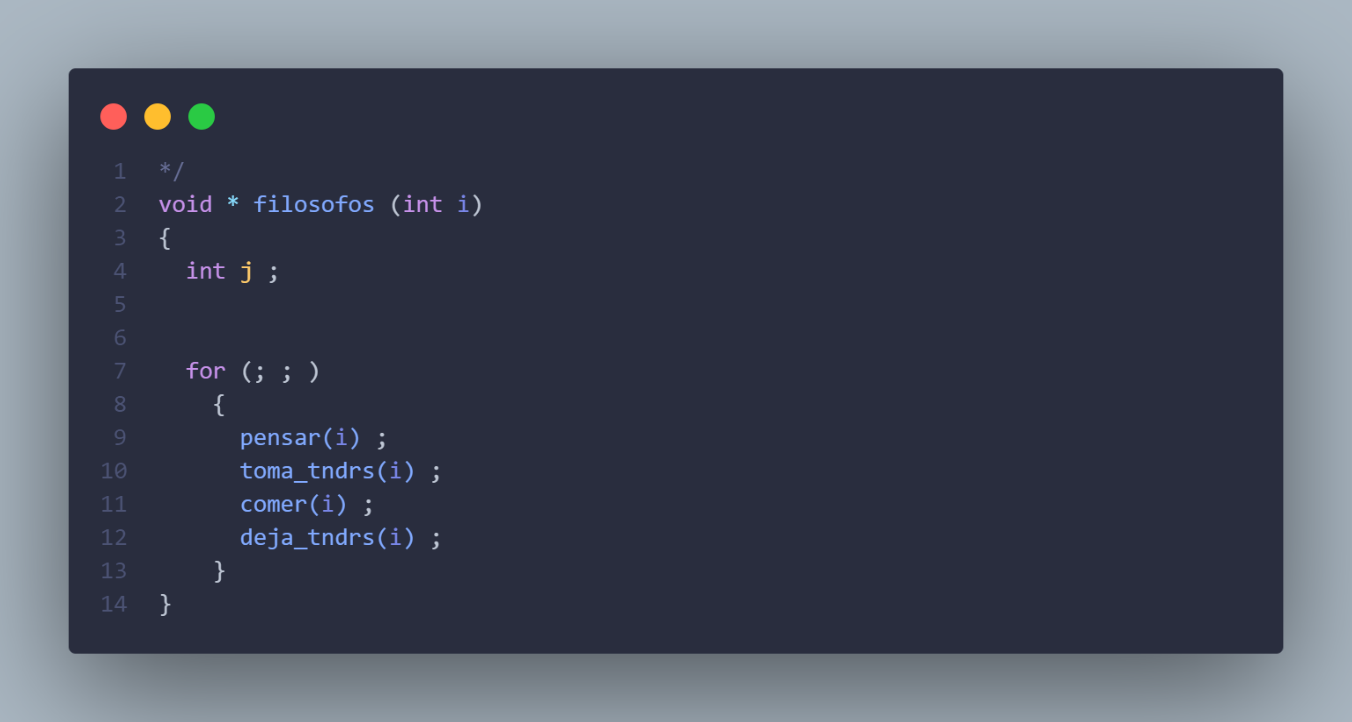 1 */
2 void * filosofos (int i)
3 {
4 int j ;
5
6
7 for (; ; )
8 {
9 pensar(i) ;
10 toma_tndrs(i) ;
11 comer(i) ;
12 deja_tndrs(i) ;
13 }
14 }